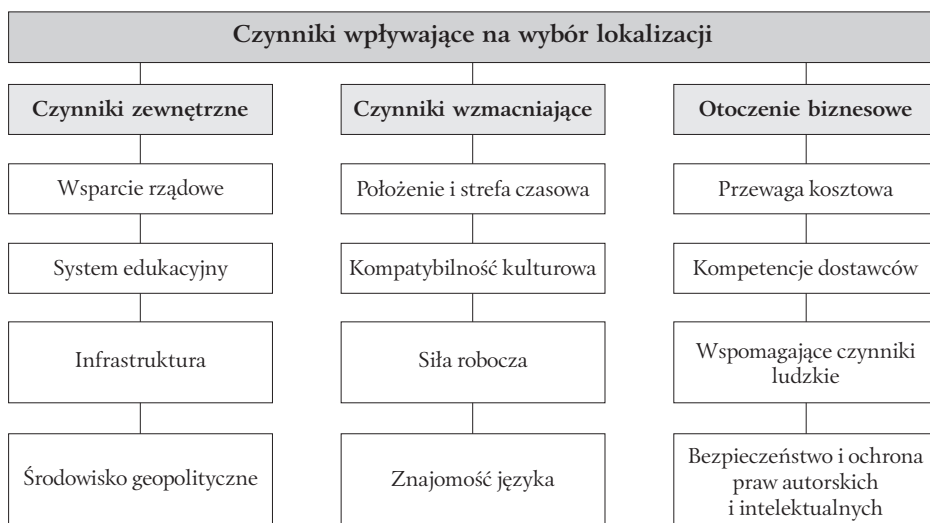 Czynniki wpływające na wybór lokalizacji
Czynniki zewnętrzne
Wsparcie rządowe
System edukacyjny
Infrastruktura
Środowisko geopolityczne
Czynniki wzmacniające
Położenie i strefa czasowa
Kompatybilność kulturowa
Siła robocza
Znajomość języka
Otoczenie biznesowe
Przewaga kosztowa
Kompetencje dostawców
Wspomagające czynniki
ludzkie
Bezpieczeństwo i ochrona
praw autorskich
i intelektualnych